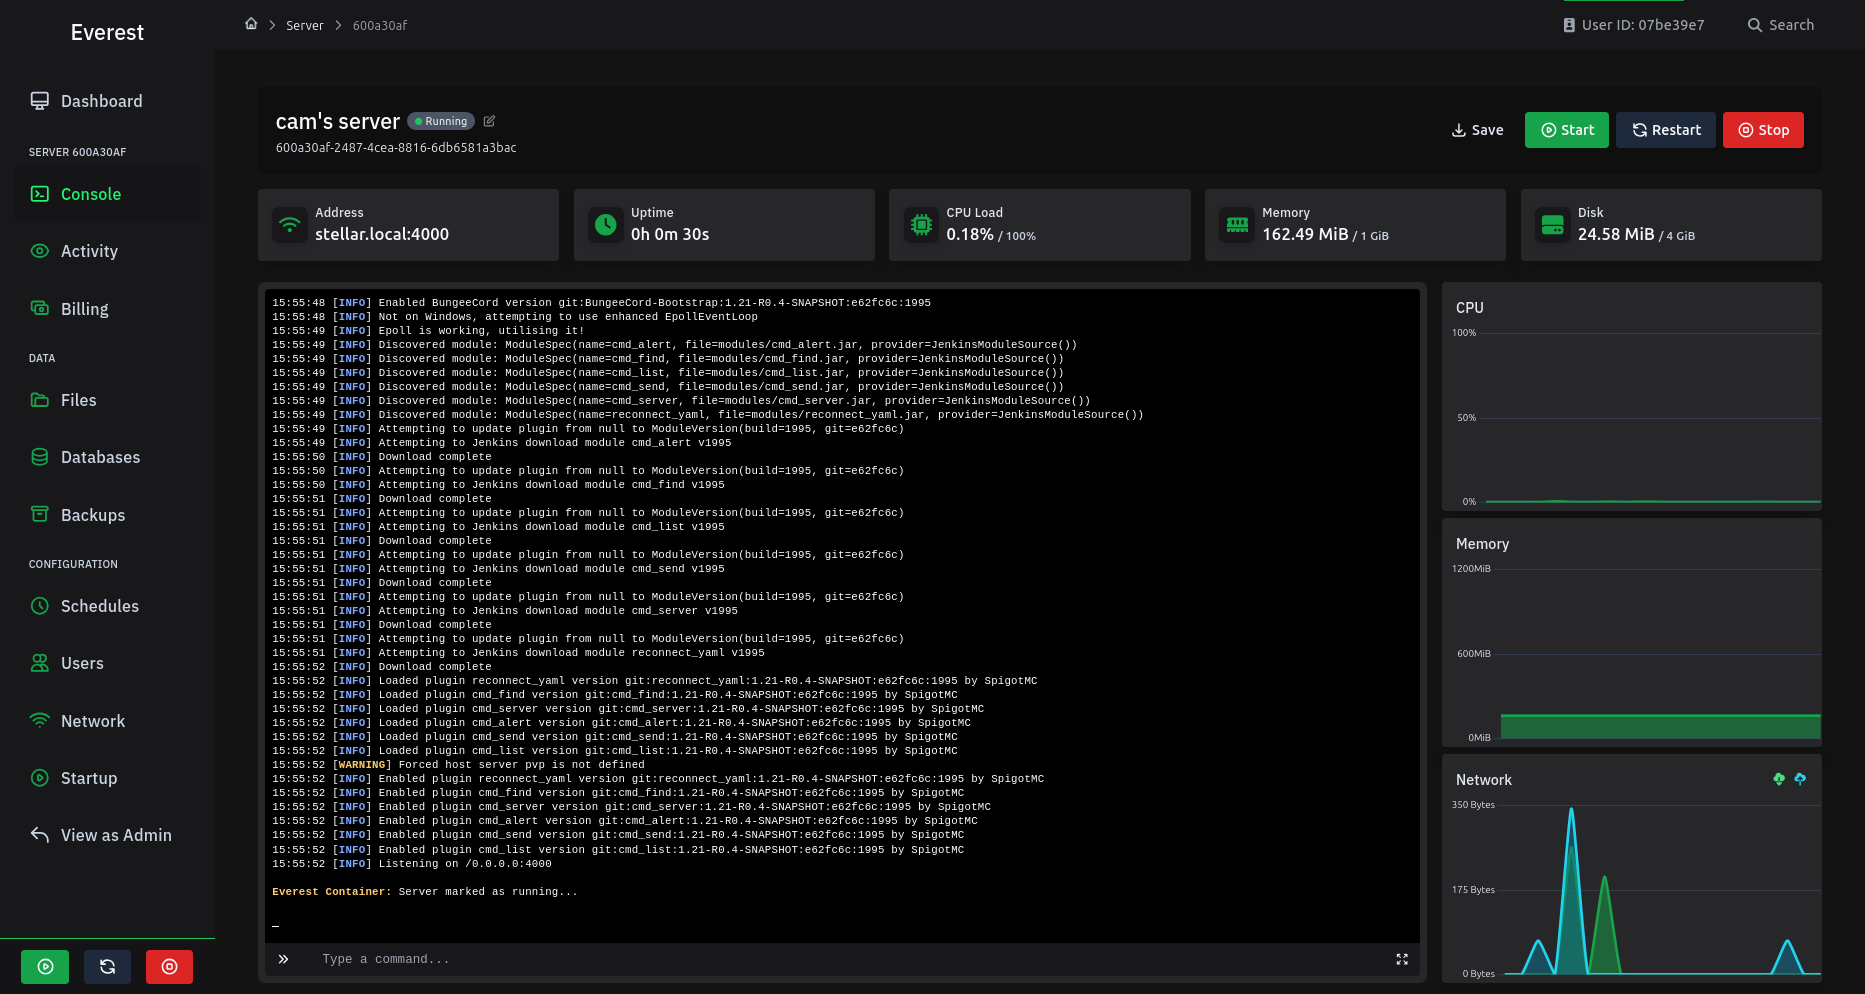 Everest
Server
600a30af
User ID: 07be39e7
Search
Dashboard
SERVER 600A30AF
Console
Activity
Billing
DATA
Files
Databases
Backups
CONFIGURATION
Schedules
Users
Network
Startup
View as Admin
cam's server
Running
600a30af-2487-4cea-8816-6db6581a3bac
Save
Start
Restart
Stop
Address
stellar.local:4000
Uptime
0h 0m 30s
CPU Load
0.18% / 100%
Memory
162.49 MiB / 1 GiB
Disk
24.58 MiB / 4 GiB
15:55:48 [INFO] Enabled BungeeCord version git:BungeeCord-Bootstrap:1.21-R0.4-SNAPSHOT:e62fc6c:1995
15:55:48 [INFO] Not on Windows, attempting to use enhanced EpollEventLoop
15:55:49 [INFO] Epoll is working, utilising it!
15:55:49 [INFO] Discovered module: ModuleSpec(name=cmd_alert, file=modules/cmd_alert.jar, provider=JenkinsModuleSource())
15:55:49 [INFO] Discovered module: ModuleSpec(name=cmd_find, file=modules/cmd_find.jar, provider=JenkinsModuleSource())
15:55:49 [INFO] Discovered module: ModuleSpec(name=cmd_list, file=modules/cmd_list.jar, provider=JenkinsModuleSource())
15:55:49 [INFO] Discovered module: ModuleSpec(name=cmd_send, file=modules/cmd_send.jar, provider=JenkinsModuleSource())
15:55:49 [INFO] Discovered module: ModuleSpec(name=cmd_server, file=modules/cmd_server.jar, provider=JenkinsModuleSource())
15:55:49 [INFO] Discovered module: ModuleSpec(name=reconnect_yaml, file=modules/reconnect_yaml.jar, provider=JenkinsModuleSource())
15:55:49 [INFO] Attempting to update plugin from null to ModuleVersion(build=1995, git=e62fc6c)
15:55:49 [INFO] Attempting to Jenkins download module cmd_alert v1995
15:55:50 [INFO] Download complete
15:55:50 [INFO] Attempting to update plugin from null to ModuleVersion(build=1995, git=e62fc6c)
15:55:50 [INFO] Attempting to Jenkins download module cmd_find v1995
15:55:51 [INFO] Download complete
15:55:51 [INFO] Attempting to update plugin from null to ModuleVersion(build=1995, git=e62fc6c)
15:55:51 [INFO] Attempting to Jenkins download module cmd_list v1995
15:55:51 [INFO] Download complete
15:55:51 [INFO] Attempting to update plugin from null to ModuleVersion(build=1995, git=e62fc6c)
15:55:51 [INFO] Attempting to Jenkins download module cmd_send v1995
15:55:51 [INFO] Download complete
15:55:51 [INFO] Attempting to update plugin from null to ModuleVersion(build=1995, git=e62fc6c)
15:55:51 [INFO] Attempting to Jenkins download module cmd_server v1995
15:55:51 [INFO] Download complete
15:55:51 [INFO] Attempting to update plugin from null to ModuleVersion(build=1995, git=e62fc6c)
15:55:51 [INFO] Attempting to Jenkins download module reconnect_yaml v1995
15:55:52 [INFO] Download complete
15:55:52 [INFO] Loaded plugin reconnect_yaml version git:reconnect_yaml:1.21-R0.4-SNAPSHOT:e62fc6c:1995 by SpigotMC
15:55:52 [INFO] Loaded plugin cmd_find version git:cmd_find:1.21-R0.4-SNAPSHOT:e62fc6c:1995 by SpigotMC
15:55:52 [INFO] Loaded plugin cmd_server version git:cmd_server:1.21-R0.4-SNAPSHOT:e62fc6c:1995 by SpigotMC
15:55:52 [INFO] Loaded plugin cmd_alert version git:cmd_alert:1.21-R0.4-SNAPSHOT:e62fc6c:1995 by SpigotMC
15:55:52 [INFO] Loaded plugin cmd_send version git:cmd_send:1.21-R0.4-SNAPSHOT:e62fc6c:1995 by SpigotMC
15:55:52 [INFO] Loaded plugin cmd_list version git:cmd_list:1.21-R0.4-SNAPSHOT:e62fc6c:1995 by SpigotMC
15:55:52 [WARNING] Forced host server pvp is not defined
15:55:52 [INFO] Enabled plugin reconnect_yaml version git:reconnect_yaml:1.21-R0.4-SNAPSHOT:e62fc6c:1995 by SpigotMC
15:55:52 [INFO] Enabled plugin cmd_find version git:cmd_find:1.21-R0.4-SNAPSHOT:e62fc6c:1995 by SpigotMC
15:55:52 [INFO] Enabled plugin cmd_server version git:cmd_server:1.21-R0.4-SNAPSHOT:e62fc6c:1995 by SpigotMC
15:55:52 [INFO] Enabled plugin cmd_alert version git:cmd_alert:1.21-R0.4-SNAPSHOT:e62fc6c:1995 by SpigotMC
15:55:52 [INFO] Enabled plugin cmd_send version git:cmd_send:1.21-R0.4-SNAPSHOT:e62fc6c:1995 by SpigotMC
15:55:52 [INFO] Enabled plugin cmd_list version git:cmd_list:1.21-R0.4-SNAPSHOT:e62fc6c:1995 by SpigotMC
15:55:52 [INFO] Listening on /0.0.0.0:4000
Everest Container: Server marked as running...
Type a command...
CPU
100%
50%
0%
Memory
1200MiB
600MiB
0MiB
Network
350 Bytes
175 Bytes
0 Bytes